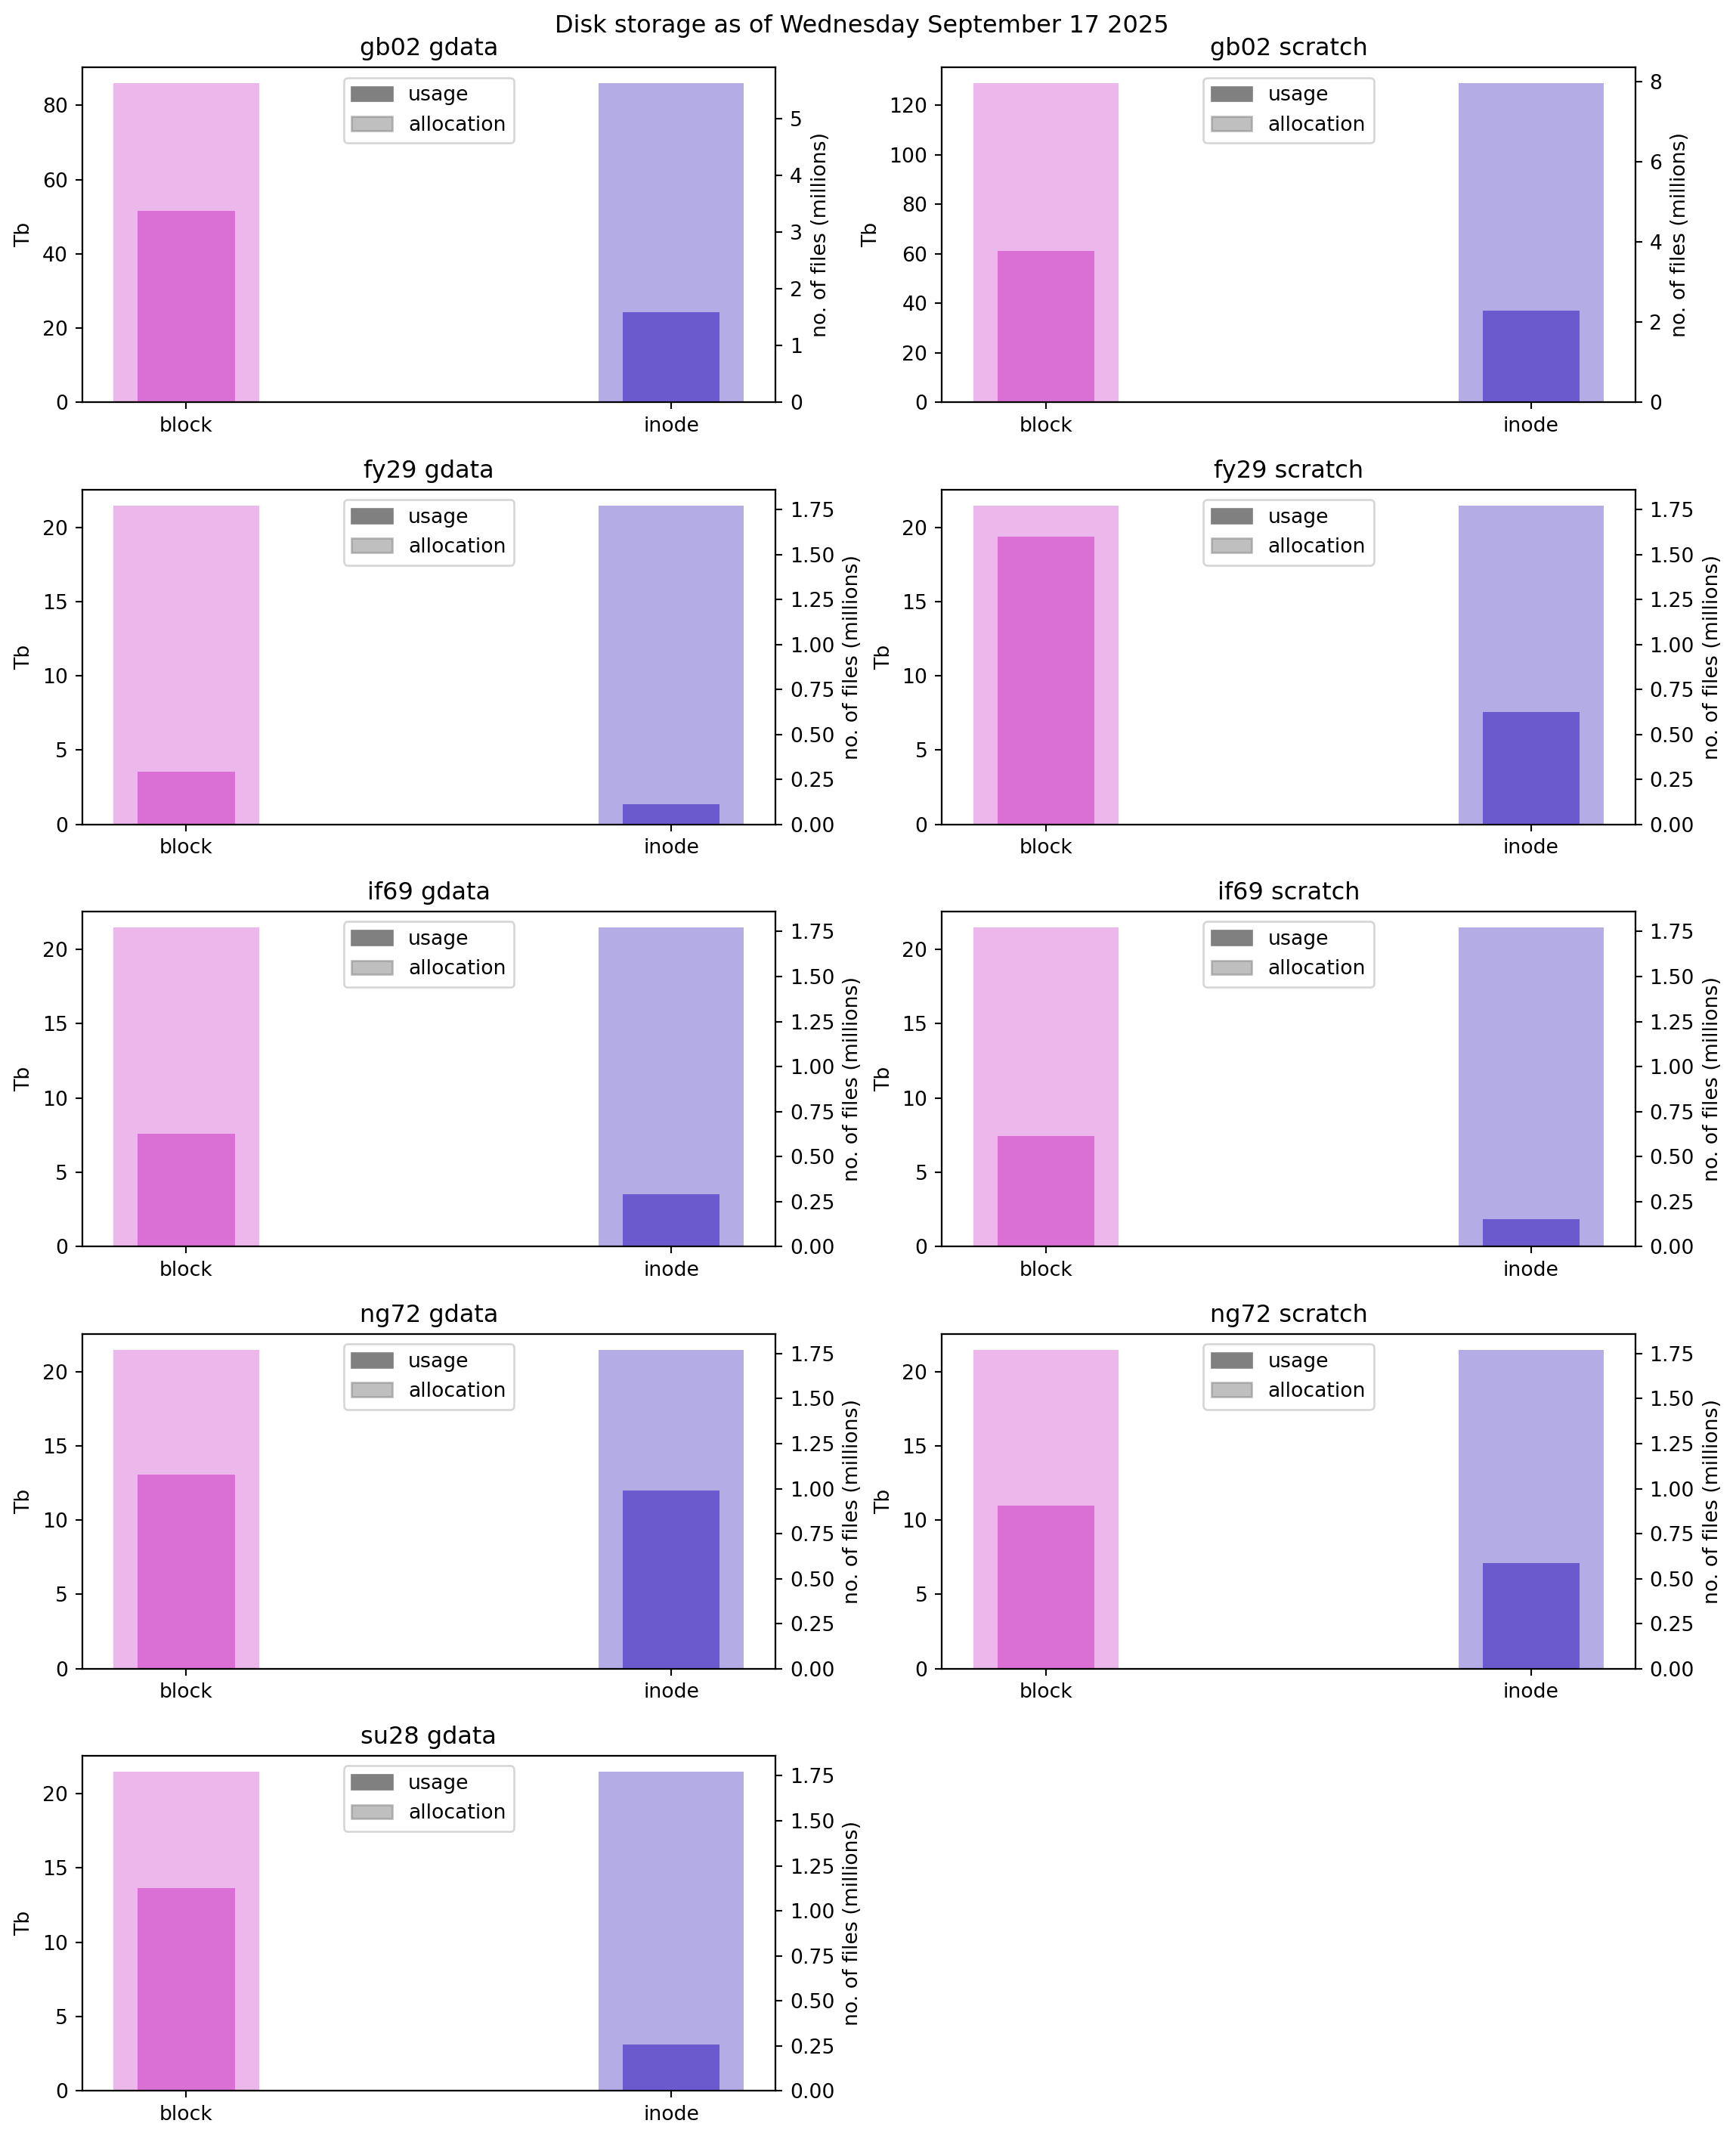 Disk storage as of Wednesday September 17 2025
gb02 gdata
usage
allocation
80
60
40
20
0
Tb
5
4
3
2
1
0
no. of files (millions)
block
inode
gb02 scratch
usage
allocation
120
100
80
60
40
20
0
Tb
8
6
4
2
0
no. of files (millions)
block
inode
fy29 gdata
usage
allocation
20
15
10
5
0
Tb
1.75
1.50
1.25
1.00
0.75
0.50
0.25
0.00
no. of files (millions)
block
inode
fy29 scratch
usage
allocation
20
15
10
5
0
Tb
1.75
1.50
1.25
1.00
0.75
0.50
0.25
0.00
no. of files (millions)
block
inode
if69 gdata
usage
allocation
20
15
10
5
0
Tb
1.75
1.50
1.25
1.00
0.75
0.50
0.25
0.00
no. of files (millions)
block
inode
if69 scratch
usage
allocation
20
15
10
5
0
Tb
1.75
1.50
1.25
1.00
0.75
0.50
0.25
0.00
no. of files (millions)
block
inode
ng72 gdata
usage
allocation
20
15
10
5
0
Tb
1.75
1.50
1.25
1.00
0.75
0.50
0.25
0.00
no. of files (millions)
block
inode
ng72 scratch
usage
allocation
20
15
10
5
0
Tb
1.75
1.50
1.25
1.00
0.75
0.50
0.25
0.00
no. of files (millions)
block
inode
su28 gdata
usage
allocation
20
15
10
5
0
Tb
1.75
1.50
1.25
1.00
0.75
0.50
0.25
0.00
no. of files (millions)
block
inode